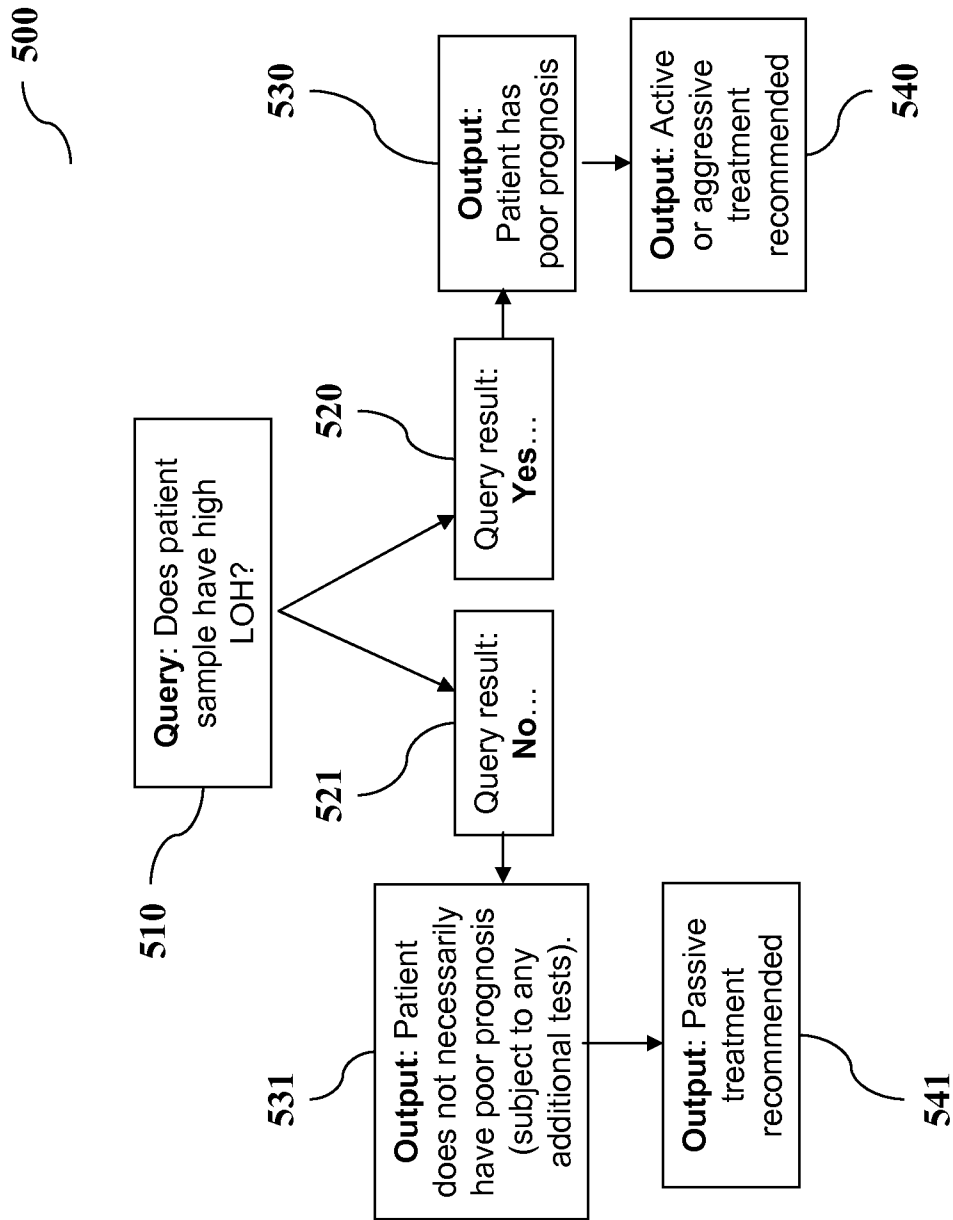 500
510
Query: Does patient
sample have high
LOH?
521
520
Query result:
No...
Query result:
Yes...
531
530
Output: Patient
does not necessarily
have poor prognosis
(subject to any
additional tests).
Output:
Patient has
poor prognosis
Output: Passive
treatment
recommended
541
Output: Active
or aggressive
treatment
recommended
540